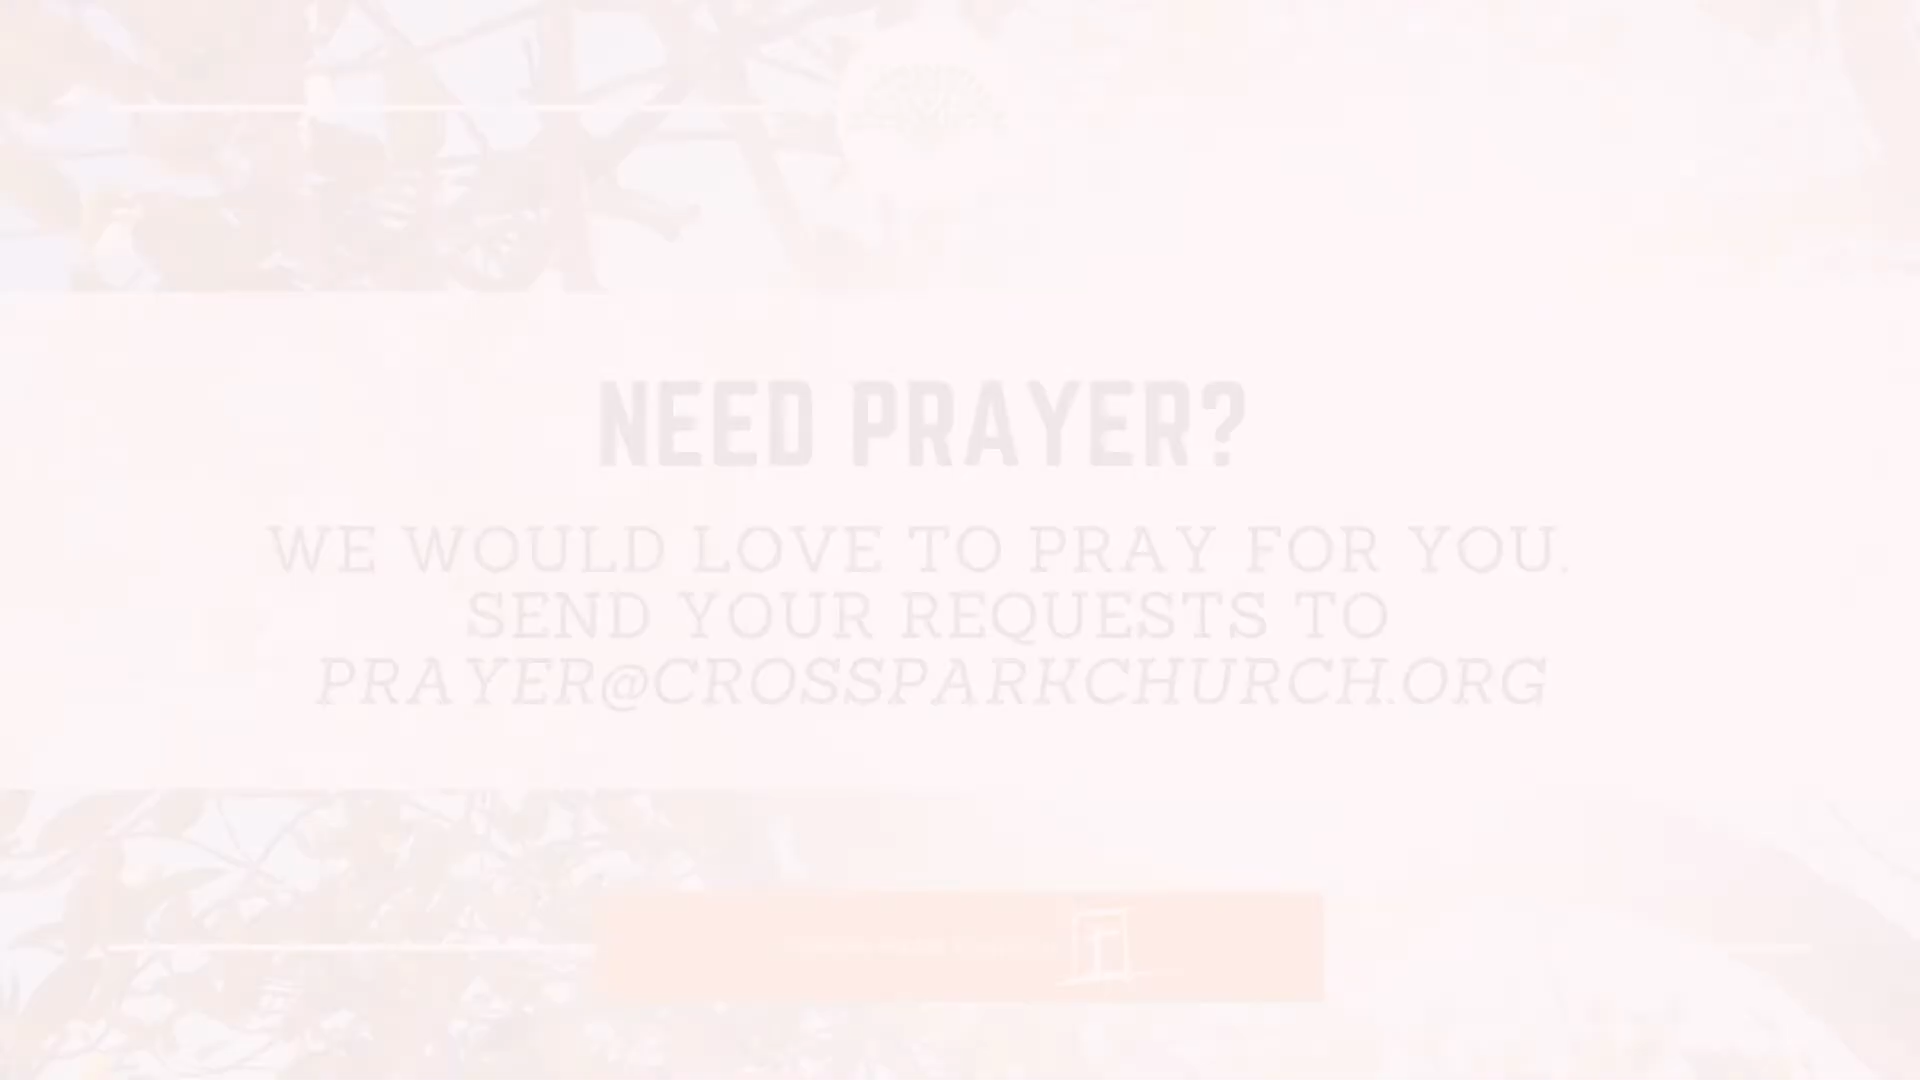 NEED PRAYER?
WE WOULD LOVE TO PRAY FOR YOU.
SEND YOUR REQUESTS TO
PRAYER@CROSSPARKCHURCH.ORG